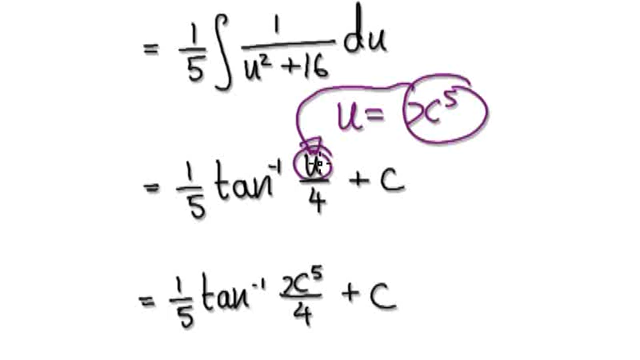 = 1/5 ∫ 1/(u² + 16) du
u = x⁵
= 1/5 tan⁻¹ u/4 + C
= 1/5 tan⁻¹ x⁵/4 + C